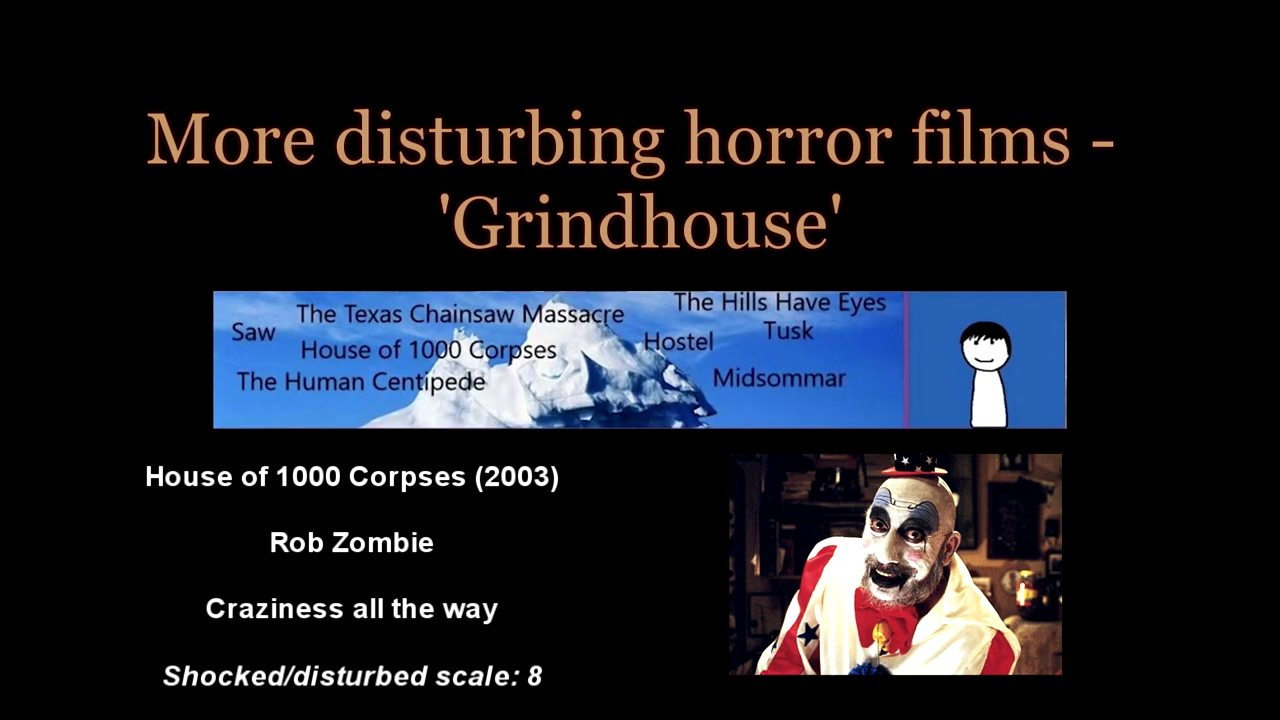 More disturbing horror films -
'Grindhouse'
The Hills Have Eyes
The Texas Chainsaw Massacre
Saw
Tusk
Hostel
House of 1000 Corpses
Midsommar
The Human Centipede
House of 1000 Corpses (2003)
Rob Zombie
Craziness all the way
Shocked/disturbed scale: 8